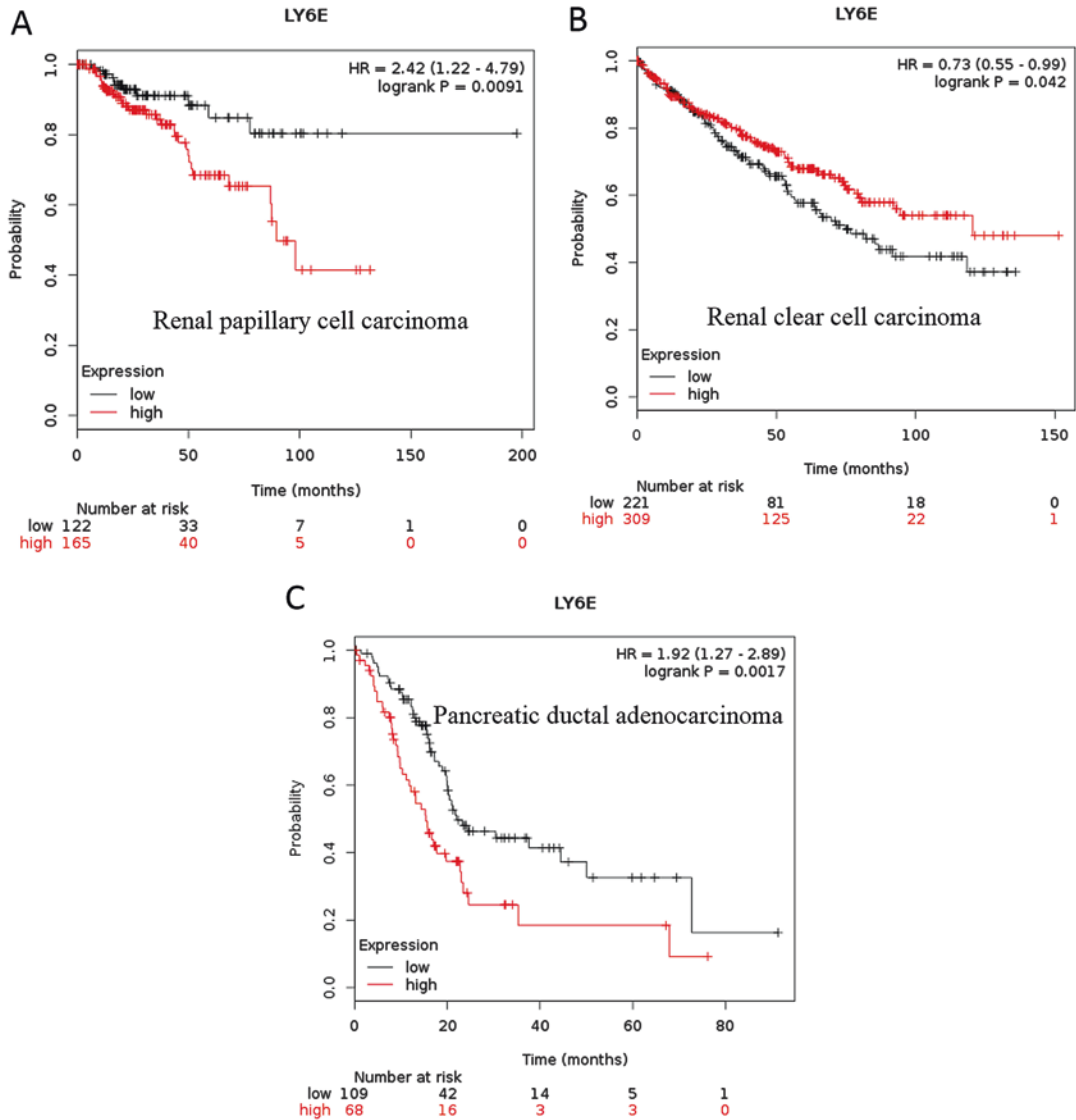 A
LY6E
HR = 2.42 (1.22 - 4.79)
logrank P = 0.0091
Probability
1.0
0.8
0.6
0.4
0.2
0.0
Renal papillary cell carcinoma
Expression
low
high
0 50 100 150 200
Time (months)
Number at risk
low 122 33 7 1 0
high 165 40 5 0 0
B
LY6E
HR = 0.73 (0.55 - 0.99)
logrank P = 0.042
Probability
1.0
0.8
0.6
0.4
0.2
0.0
Renal clear cell carcinoma
Expression
low
high
0 50 100 150
Time (months)
Number at risk
low 221 81 18 0
high 309 125 22 1
C
LY6E
HR = 1.92 (1.27 - 2.89)
logrank P = 0.0017
Pancreatic ductal adenocarcinoma
Probability
1.0
0.8
0.6
0.4
0.2
0.0
Expression
low
high
0 20 40 60 80
Time (months)
Number at risk
low 109 42 14 5 1
high 68 16 3 3 0